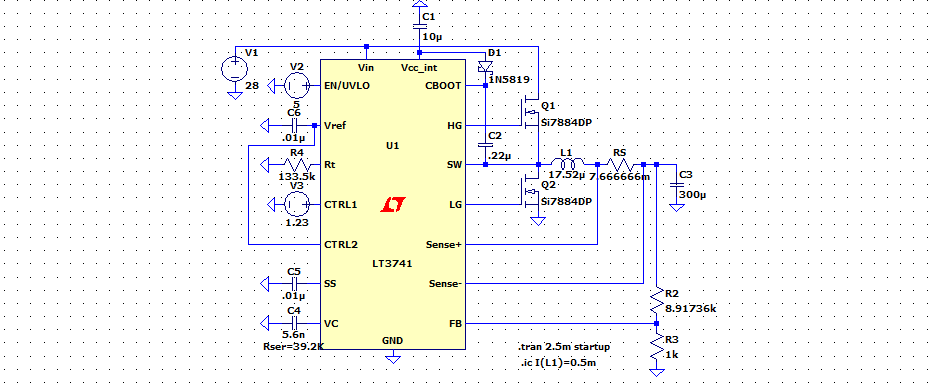 C1
10µ
V1
28
V2
5
Vin
Vcc_int
D1
1N5819
EN/UVLO
CBOOT
C6
.01µ
Vref
HG
Q1
Si7884DP
U1
C2
.22µ
R4
133.5k
Rt
SW
L1
17.52µ
RS
7.666666m
C3
300µ
V3
1.23
CTRL1
LG
Q2
Si7884DP
CTRL2
Sense+
LT3741
C5
.01µ
SS
Sense-
R2
8.91736k
C4
5.6n
Rser=39.2K
VC
FB
R3
1k
GND
.tran 2.5m startup
.ic I(L1)=0.5m